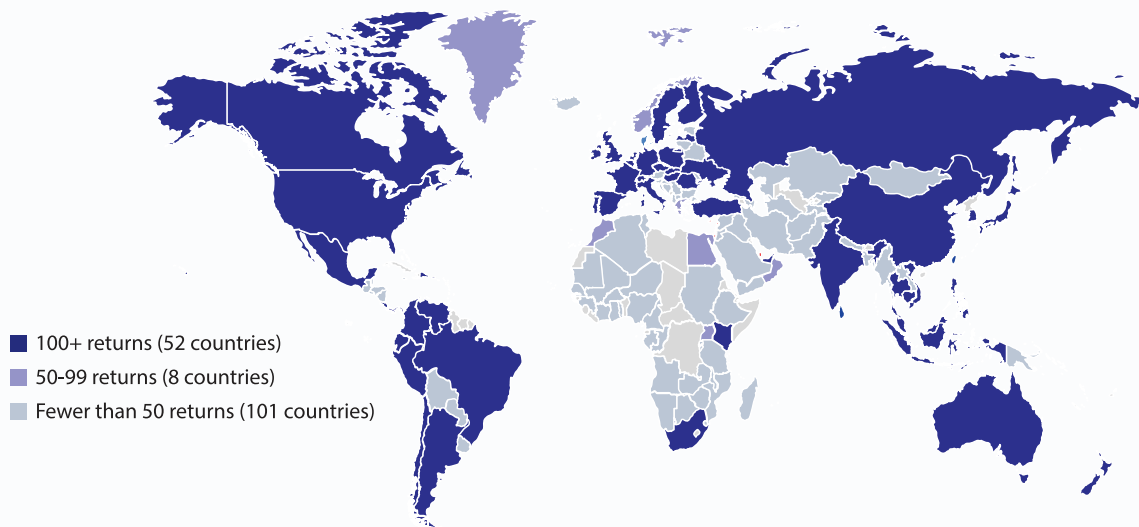 100+ returns (52 countries)
50-99 returns (8 countries)
Fewer than 50 returns (101 countries)